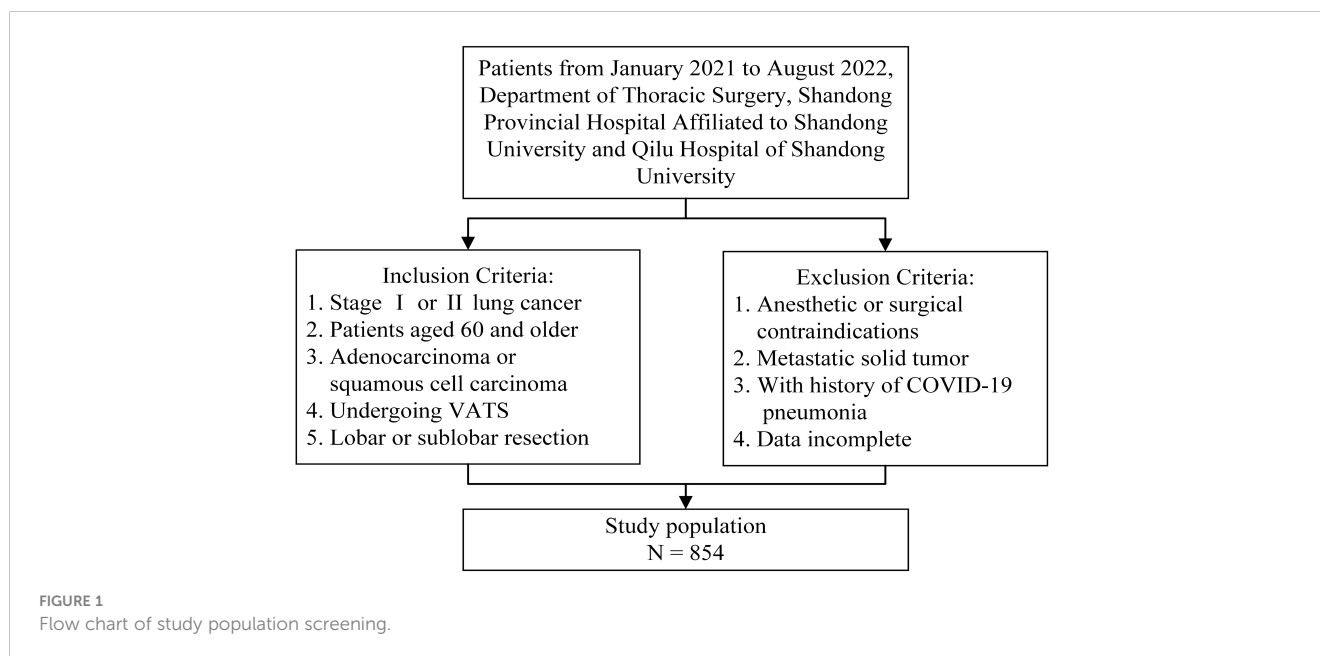 Patients from January 2021 to August 2022,
Department of Thoracic Surgery, Shandong
Provincial Hospital Affiliated to Shandong
University and Qilu Hospital of Shandong
University
Inclusion Criteria:
1. Stage I or II lung cancer
2. Patients aged 60 and older
3. Adenocarcinoma or
squamous cell carcinoma
4. Undergoing VATS
5. Lobar or sublobar resection
Exclusion Criteria:
1. Anesthetic or surgical
contraindications
2. Metastatic solid tumor
3. With history of COVID-19
pneumonia
4. Data incomplete
Study population
N = 854
FIGURE 1
Flow chart of study population screening.